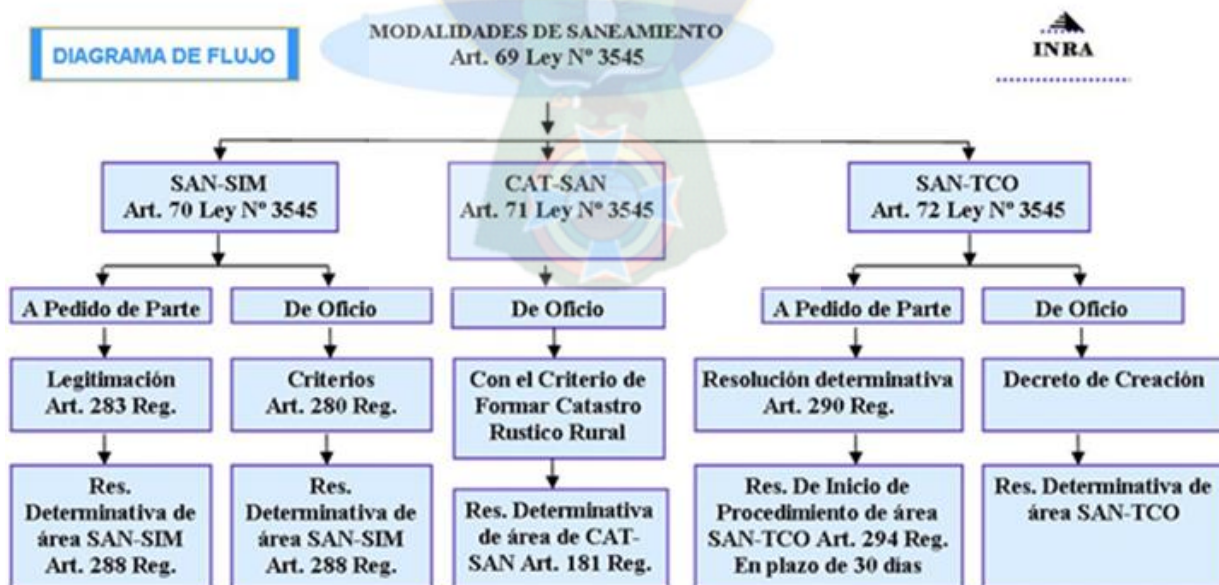 DIAGRAMA DE FLUJO
MODALIDADES DE SANEAMIENTO
Art. 69 Ley Nº 3545
INRA
SAN-SIM
Art. 70 Ley Nº 3545
CAT-SAN
Art. 71 Ley Nº 3545
SAN-TCO
Art. 72 Ley Nº 3545
A Pedido de Parte
De Oficio
De Oficio
A Pedido de Parte
De Oficio
Legitimación
Art. 283 Reg.
Criterios
Art. 280 Reg.
Con el Criterio de
Formar Catastro
Rustico Rural
Resolución determinativa
Art. 290 Reg.
Decreto de Creación
Res.
Determinativa de
área SAN-SIM
Art. 288 Reg.
Res.
Determinativa de
área SAN-SIM
Art. 288 Reg.
Res. Determinativa
de área de CAT-
SAN Art. 181 Reg.
Res. De Inicio de
Procedimiento de área
SAN-TCO Art. 294 Reg.
En plazo de 30 días
Res. Determinativa de
área SAN-TCO